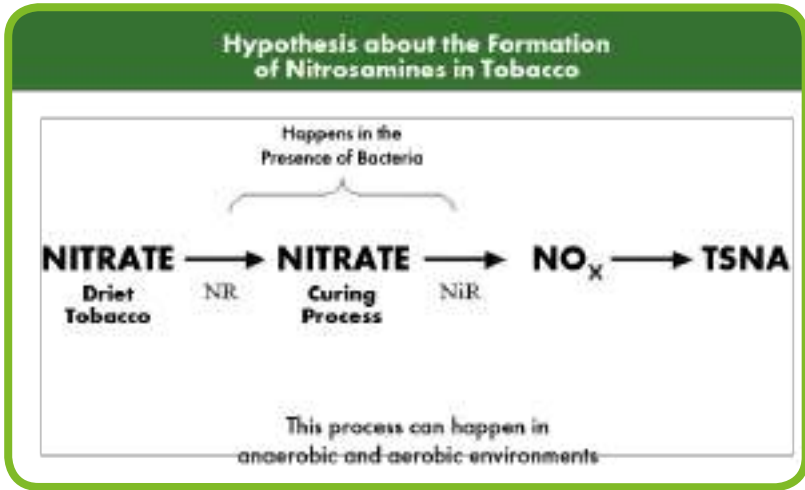 Hypothesis about the Formation
of Nitrosamines in Tobacco
Happens in the
Presence of Bacteria
NITRATE NITRATE NOx TSNA
NR NiR
Driet Tobacco
Curing Process
This process can happen in
anaerobic and aerobic environments